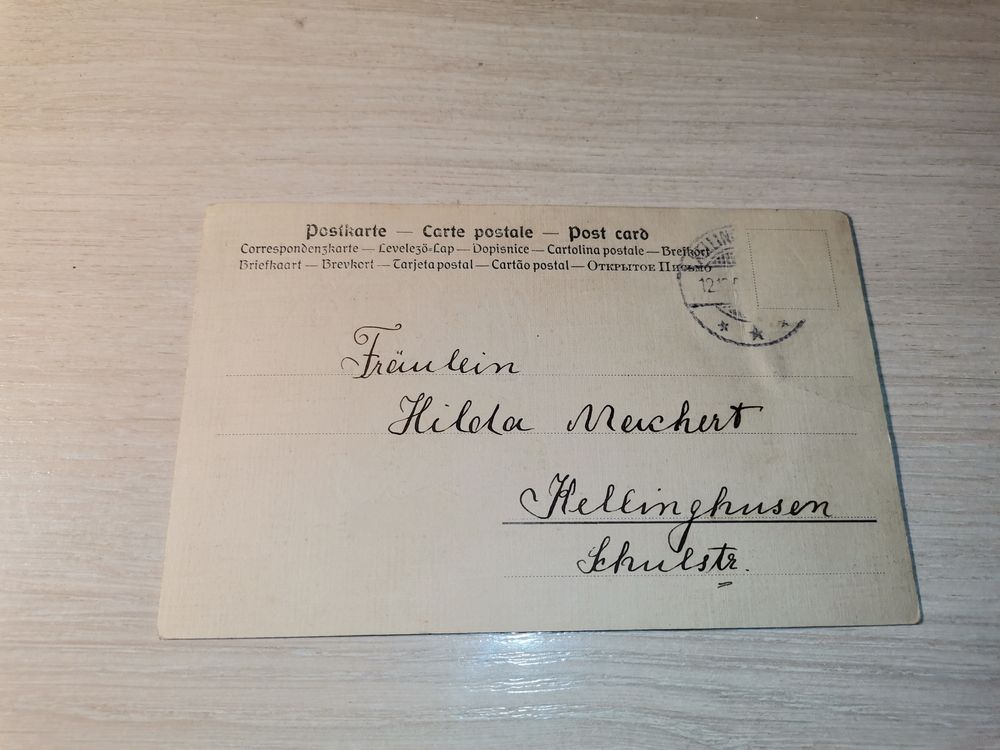 Postkarte — Carte postale — Post card
Correspondenzkarte — Levelező-Lap — Dopisnice — Cartolina postale — Brefkort
Briefkaart — Brevkort — Tarjeta postal — Cartão postal — Открытое Письмо
Fräulein
Hilda
Kellinghusen
Schulstr.